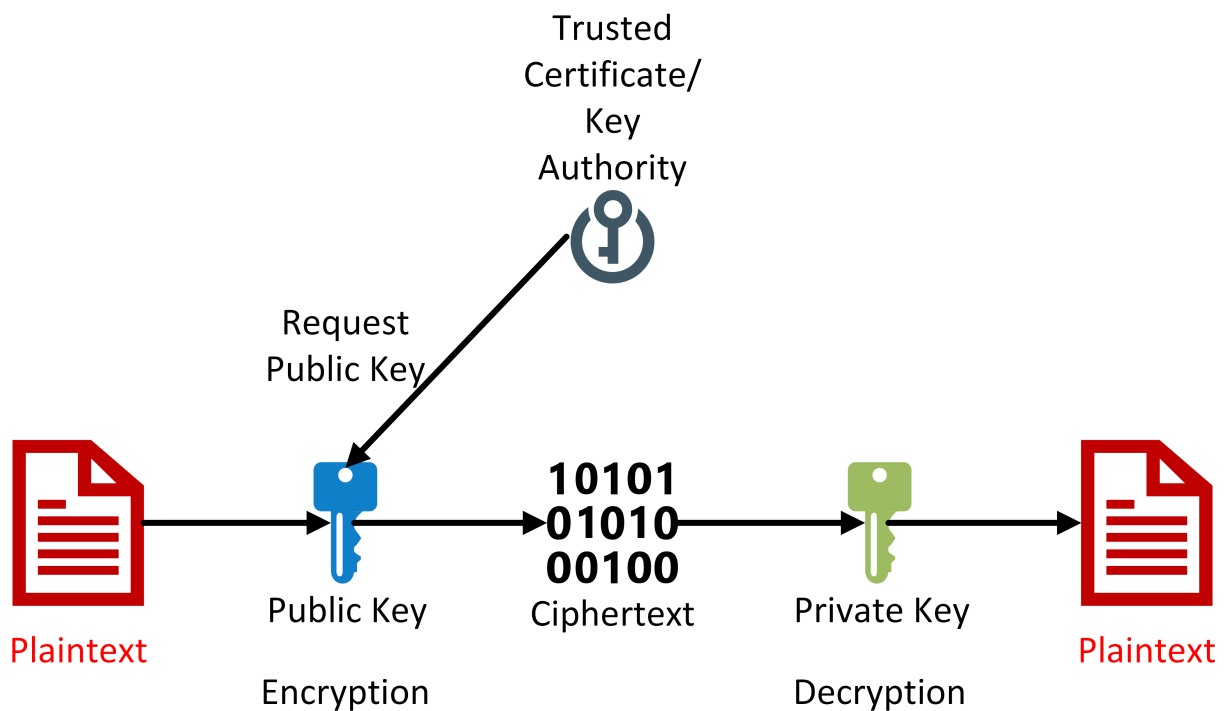 Trusted
Certificate/
Key
Authority
Request
Public Key
10101
01010
00100
Public Key
Ciphertext
Private Key
Plaintext
Plaintext
Encryption
Decryption